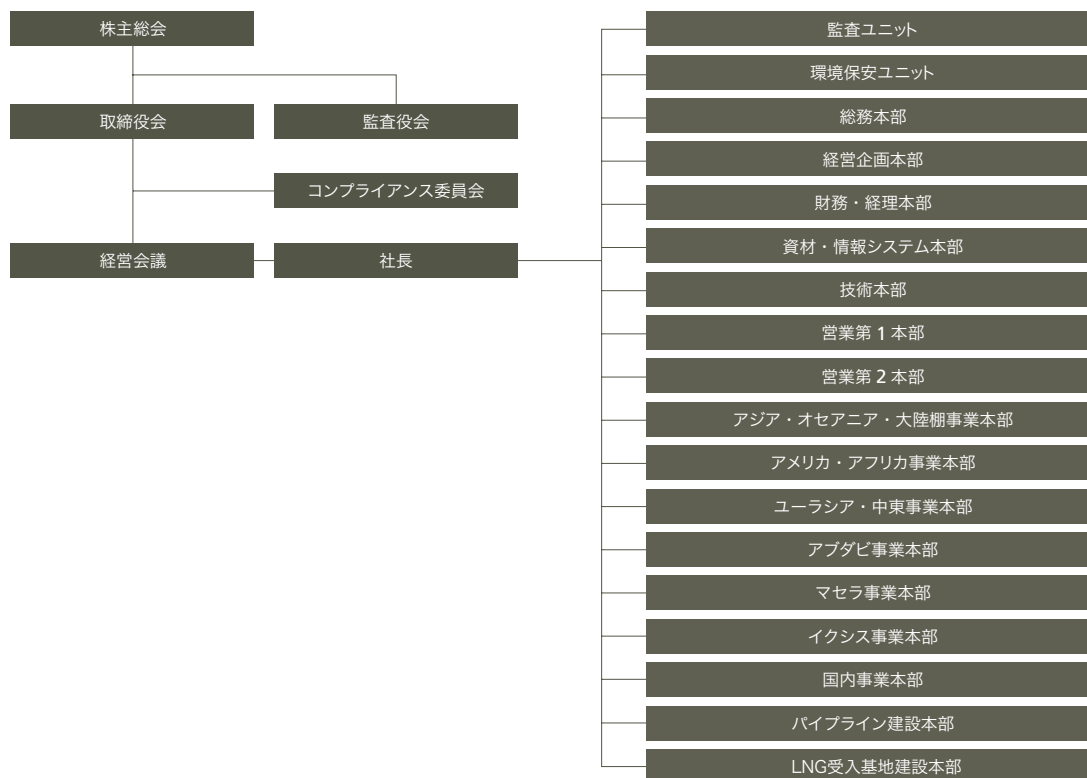 株主総会
取締役会
監査役会
コンプライアンス委員会
経営会議
社長
監査ユニット
環境保安ユニット
総務本部
経営企画本部
財務・経理本部
資材・情報システム本部
技術本部
営業第 1 本部
営業第 2 本部
アジア・オセアニア・大陸棚事業本部
アメリカ・アフリカ事業本部
ユーラシア・中東事業本部
アブダビ事業本部
マセラ事業本部
イクシス事業本部
国内事業本部
パイプライン建設本部
LNG受入基地建設本部